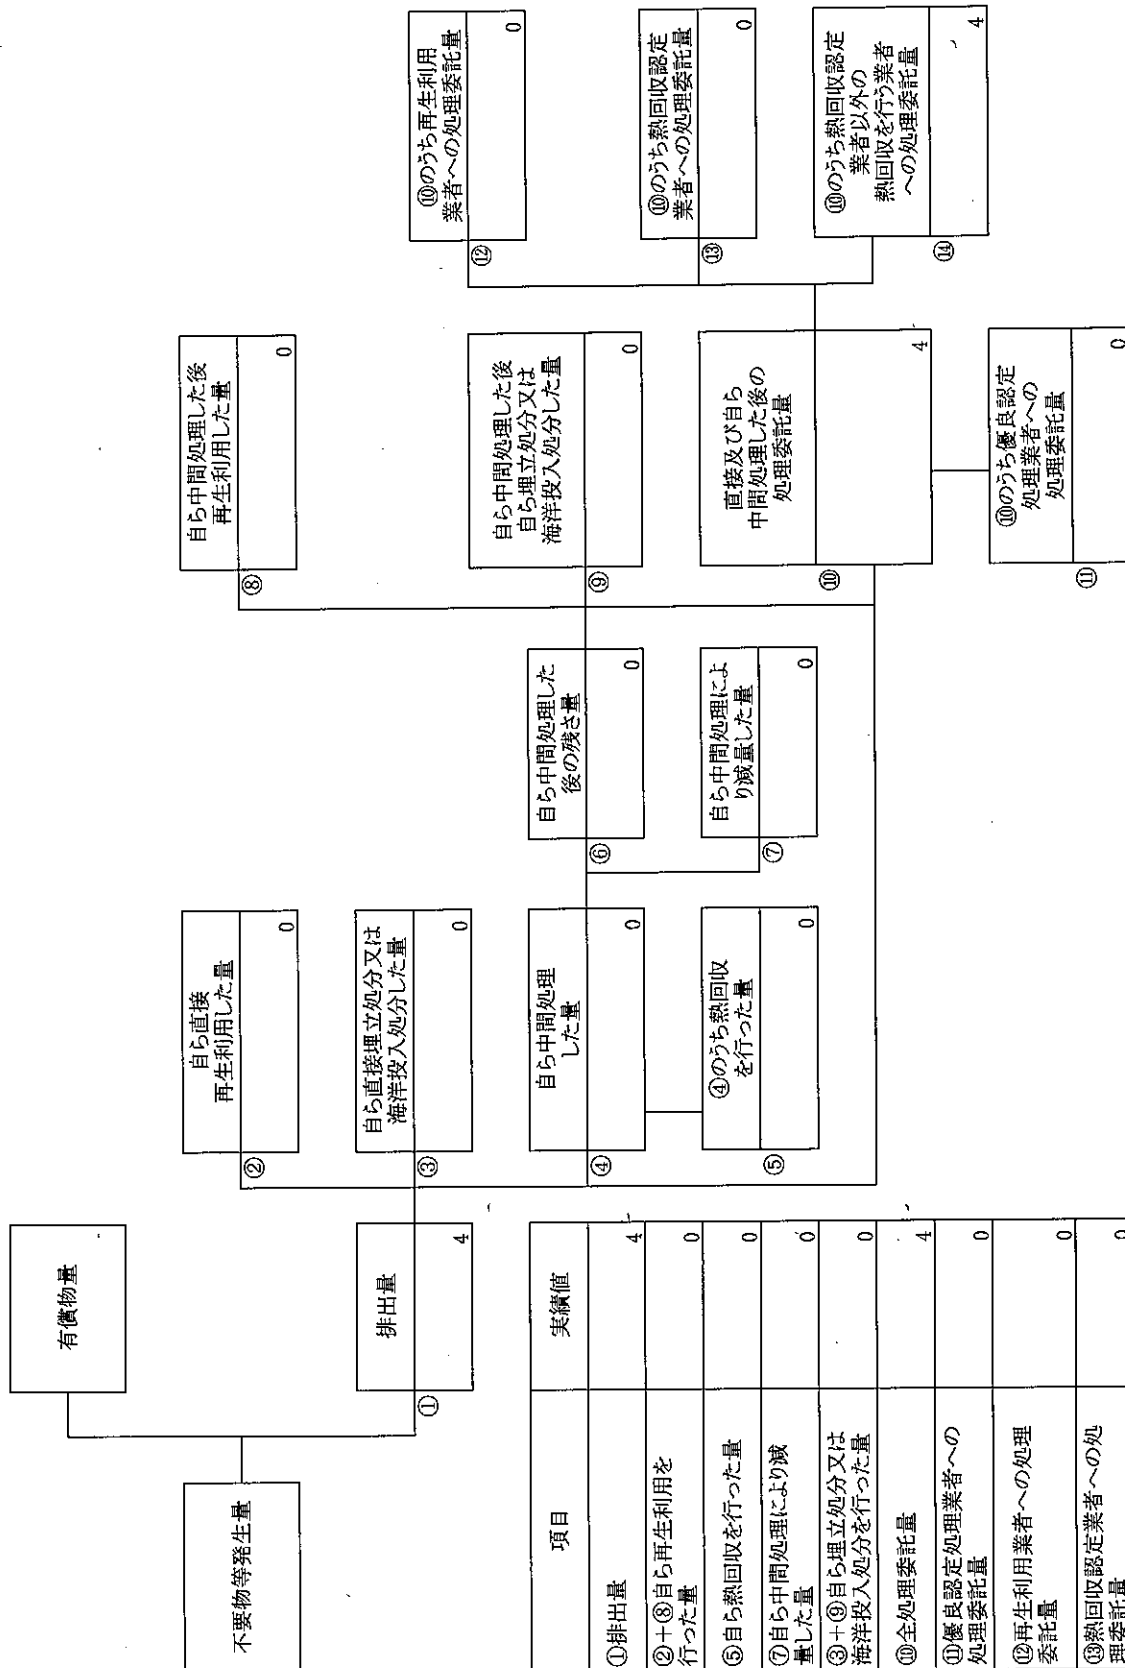 不要物等発生量
有償物量
①
排出量
4
②
自ら直接
再生利用した量
0
③
自ら直接埋立処分又は
海洋投入処分した量
0
④
自ら中間処理
した量
0
⑤
④のうち熱回収
を行った量
0
⑥
自ら中間処理した
後の残さ量
0
⑦
自ら中間処理によ
り減量した量
0
⑧
自ら中間処理した後
再生利用した量
0
⑨
自ら中間処理した後
自ら埋立処分又は
海洋投入処分した量
0
⑩
直接及び自ら
中間処理した後の
処理委託量
4
⑪
⑩のうち優良認定
処理業者への
処理委託量
0
⑫
⑩のうち再生利用
業者への処理委託量
0
⑬
⑩のうち熱回収認定
業者への処理委託量
0
⑭
⑩のうち熱回収認定
業者以外の
熱回収を行う業者
への処理委託量
4
項目 実績値
①排出量 4
②+⑧自ら再生利用を
行った量 0
⑤自ら熱回収を行った量 0
⑦自ら中間処理により減
量した量 0
③+⑨自ら埋立処分又は
海洋投入処分を行った量 0
⑩全処理委託量 4
⑪優良認定処理業者への
処理委託量 0
⑫再生利用業者への処理
委託量 0
⑬熱回収認定業者への処
理委託量 0